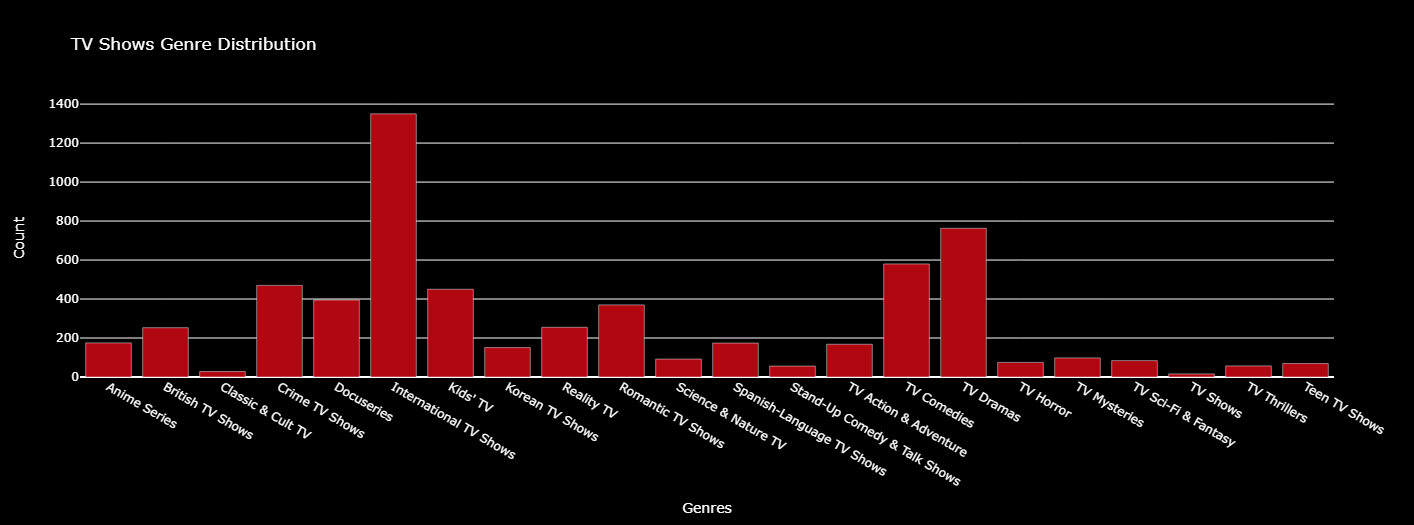 TV Shows Genre Distribution
1400
1200
1000
800
600
400
200
0
Count
Anime Series
British TV Shows
Classic & Cult TV
Crime TV Shows
Docuseries
International TV Shows
Kids' TV
Korean TV Shows
Reality TV
Romantic TV Shows
Science & Nature TV
Spanish-Language TV Shows
Stand-Up Comedy & Talk Shows
TV Action & Adventure
TV Comedies
TV Dramas
TV Horror
TV Mysteries
TV Sci-Fi & Fantasy
TV Shows
TV Thrillers
Teen TV Shows
Genres